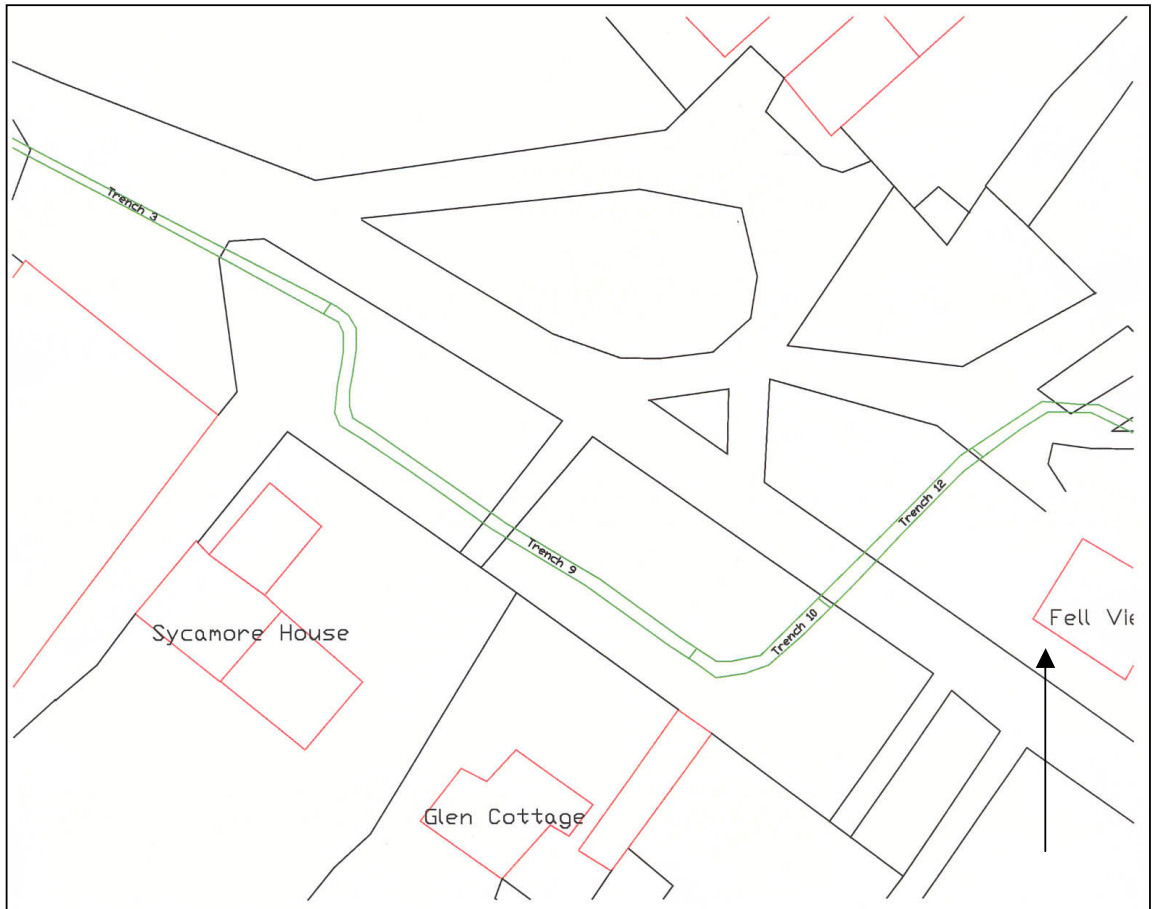 Trench 3
Trench 12
Trench 9
Trench 10
Fell Vie
Sycamore House
Glen Cottage